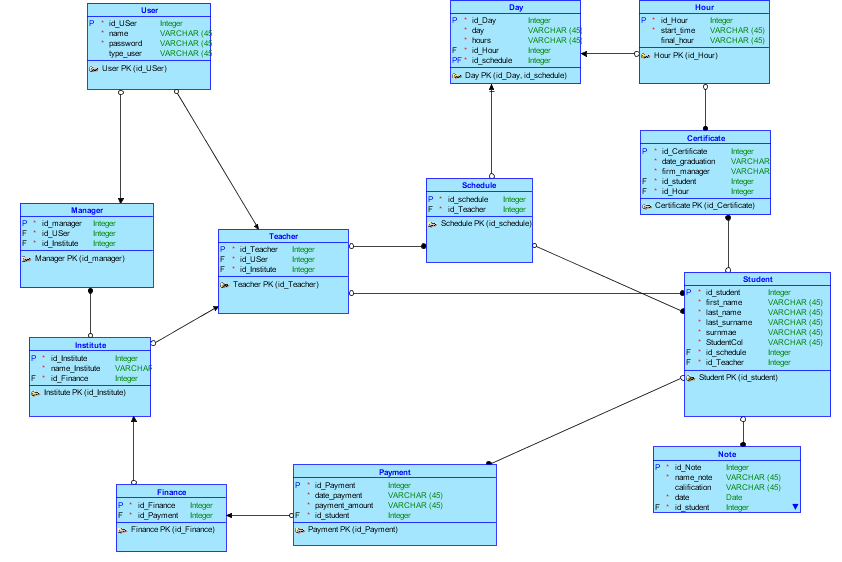 User
P * id_USer Integer
* name VARCHAR (45
* password VARCHAR (45
type_user VARCHAR (45
User PK (id_USer)
Day
P * id_Day Integer
* day VARCHAR (45
* hours VARCHAR (45
F * id_Hour Integer
PF * id_schedule Integer
Day PK (id_Day, id_schedule)
Hour
P * id_Hour Integer
* start_time VARCHAR (45)
final_hour VARCHAR (45)
Hour PK (id_Hour)
Certificate
P * id_Certificate Integer
* date_graduation VARCHAR
* firm_manager VARCHAR
F * id_student Integer
F * id_Hour Integer
Certificate PK (id_Certificate)
Schedule
P * id_schedule Integer
F * id_Teacher Integer
Schedule PK (id_schedule)
Manager
P * id_manager Integer
F * id_USer Integer
F * id_Institute Integer
Manager PK (id_manager)
Teacher
P * id_Teacher Integer
F * id_USer Integer
F * id_Institute Integer
Teacher PK (id_Teacher)
Student
P * id_student Integer
* first_name VARCHAR (45)
* last_name VARCHAR (45)
* last_surname VARCHAR (45)
* surnmae VARCHAR (45)
* StudentCol VARCHAR (45)
F * id_schedule Integer
F * id_Teacher Integer
Student PK (id_student)
Institute
P * id_Institute Integer
* name_Institute VARCHAR
F * id_Finance Integer
Institute PK (id_Institute)
Note
P * id_Note Integer
* name_note VARCHAR (45)
calification VARCHAR (45)
* date Date
F * id_student Integer
Payment
P * id_Payment Integer
* date_payment VARCHAR (45)
* payment_amount VARCHAR (45)
F * id_student Integer
Payment PK (id_Payment)
Finance
P * id_Finance Integer
F * id_Payment Integer
Finance PK (id_Finance)